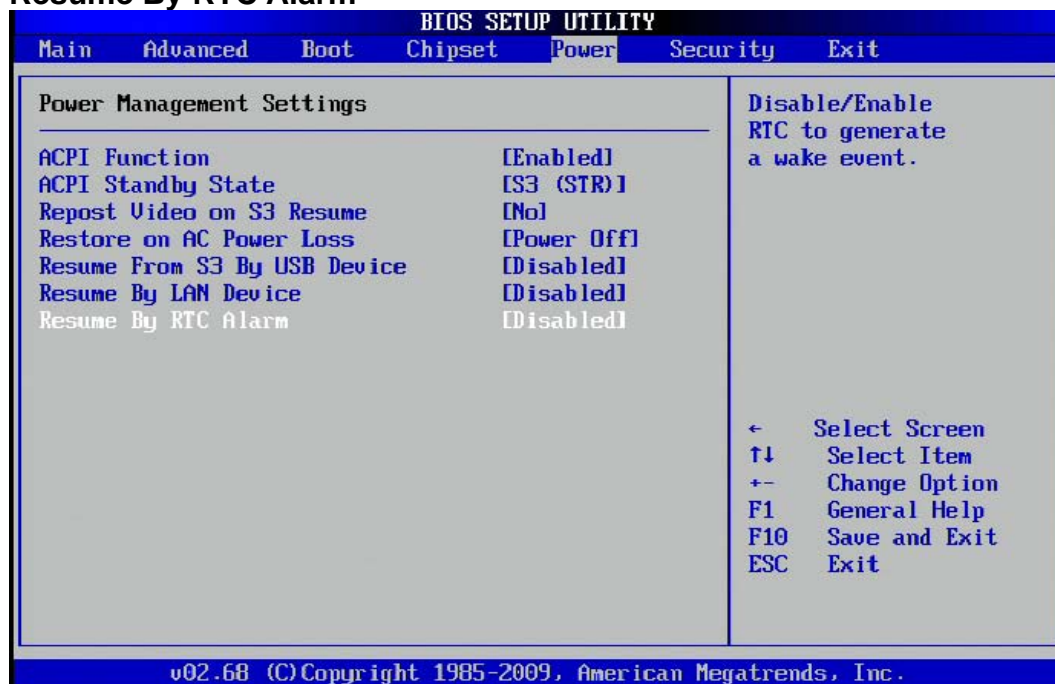 Resume By RTC Alarm
BIOS SETUP UTILITY
Main Advanced Boot Chipset Power Security Exit
Power Management Settings
ACPI Function [Enabled]
ACPI Standby State [S3 (STR)]
Repost Video on S3 Resume [No]
Restore on AC Power Loss [Power Off]
Resume From S3 By USB Device [Disabled]
Resume By LAN Device [Disabled]
Resume By RTC Alarm [Disabled]
Disable/Enable
RTC to generate
a wake event.
← Select Screen
↑↓ Select Item
+- Change Option
F1 General Help
F10 Save and Exit
ESC Exit
v02.68 (C)Copyright 1985-2009, American Megatrends, Inc.